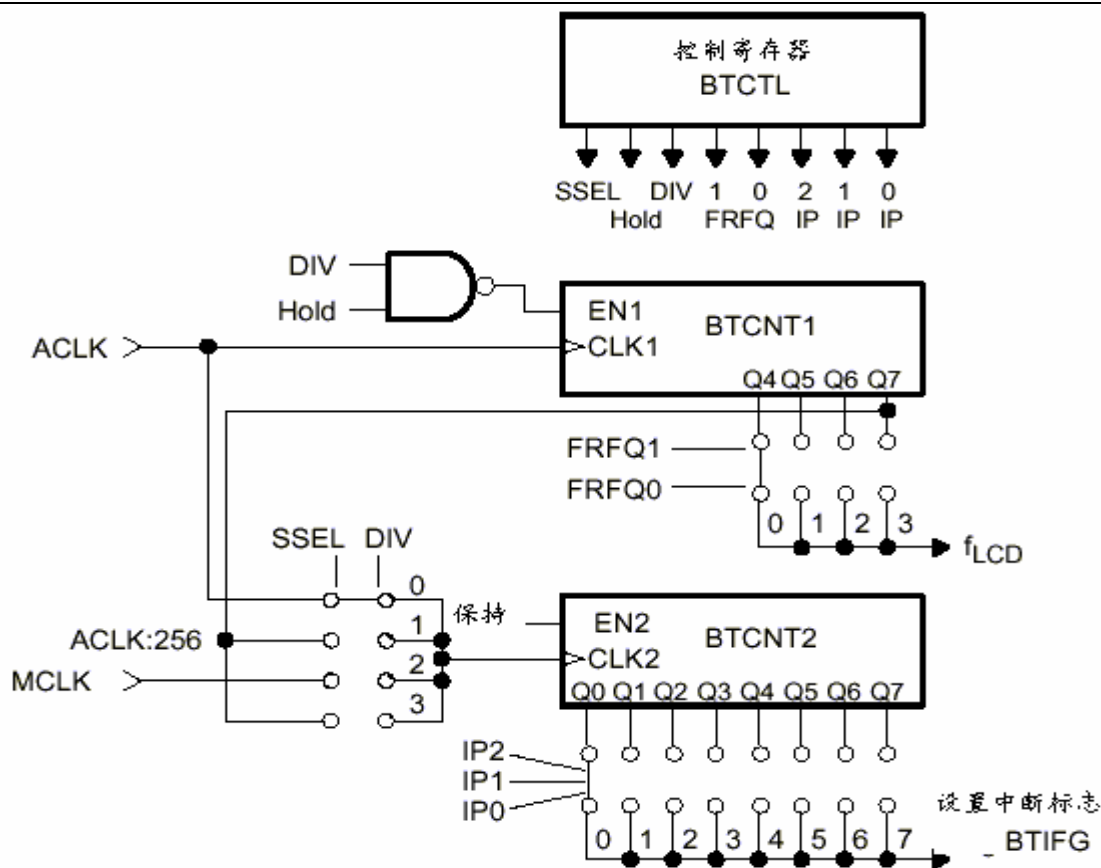 控制寄存器
BTCTL
SSEL DIV 1 0 2 1 0
Hold FRFQ IP IP IP
DIV
Hold
EN1
BTCNT1
ACLK
CLK1
Q4 Q5 Q6 Q7
FRFQ1
FRFQ0
0 1 2 3
fLCD
SSEL DIV
0
保持
EN2
BTCNT2
1
ACLK:256
CLK2
2
MCLK
Q0 Q1 Q2 Q3 Q4 Q5 Q6 Q7
3
IP2
IP1
IP0
设置中断标志
0 1 2 3 4 5 6 7
BTIFG